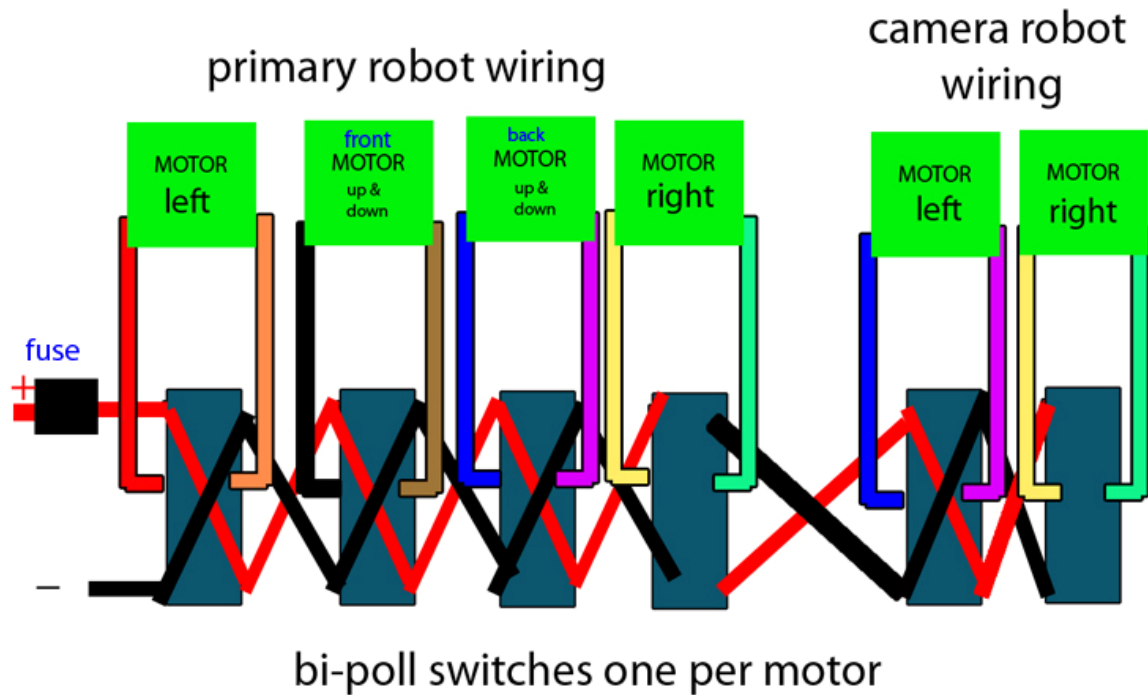 primary robot wiring
camera robot
wiring
MOTOR
left
front
MOTOR
up &
down
back
MOTOR
up &
down
MOTOR
right
MOTOR
left
MOTOR
right
fuse
+
−
bi-poll switches one per motor